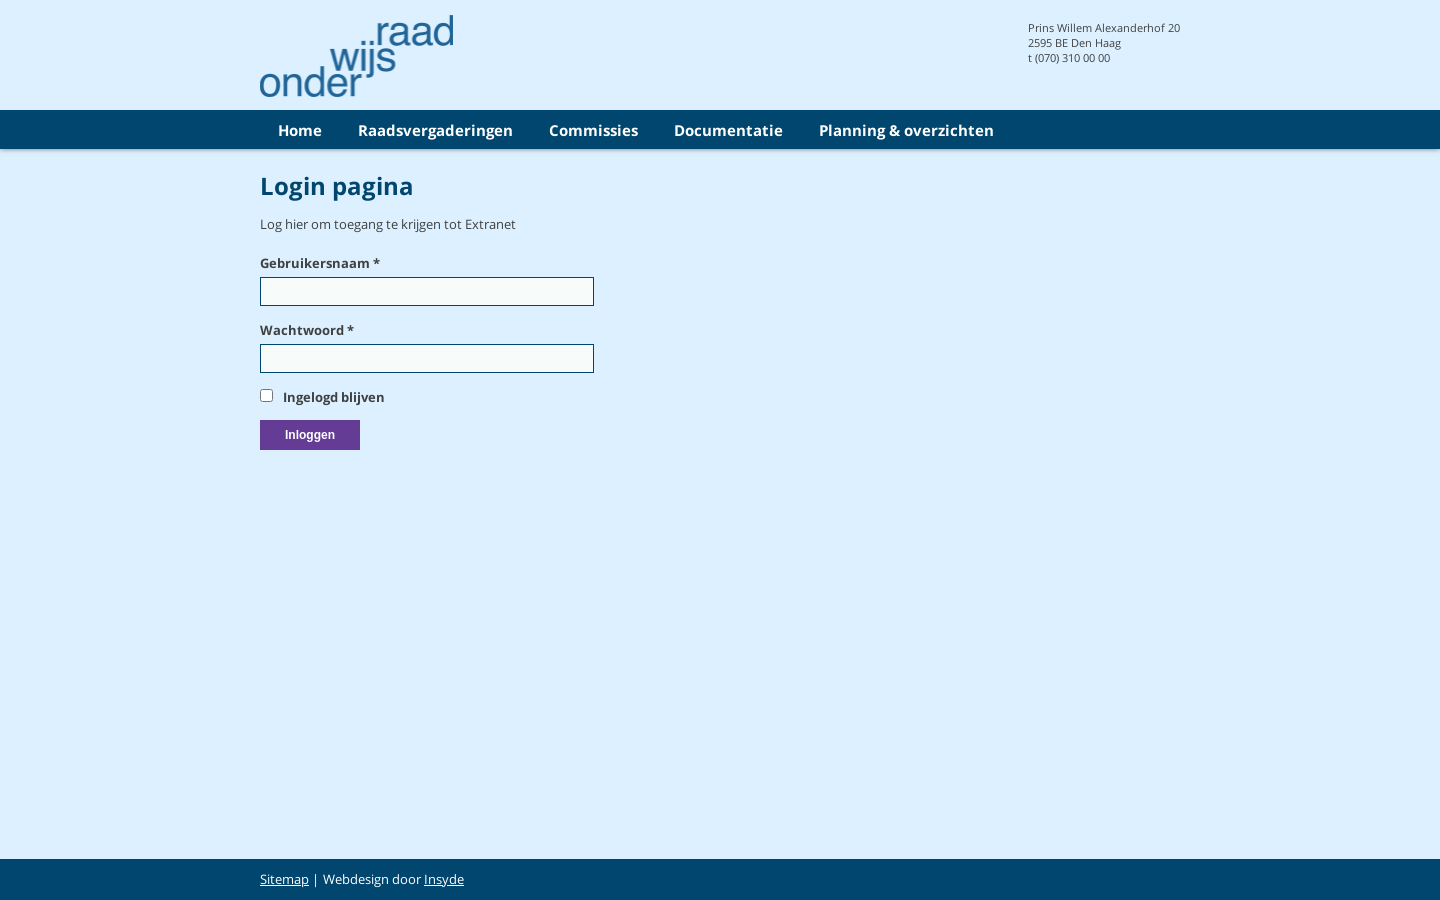 raad
wijs
onder
Prins Willem Alexanderhof 20
2595 BE Den Haag
t (070) 310 00 00
Home Raadsvergaderingen Commissies Documentatie Planning & overzichten
Login pagina
Log hier om toegang te krijgen tot Extranet
Gebruikersnaam *
Wachtwoord *
Ingelogd blijven
Inloggen
Sitemap | Webdesign door Insyde